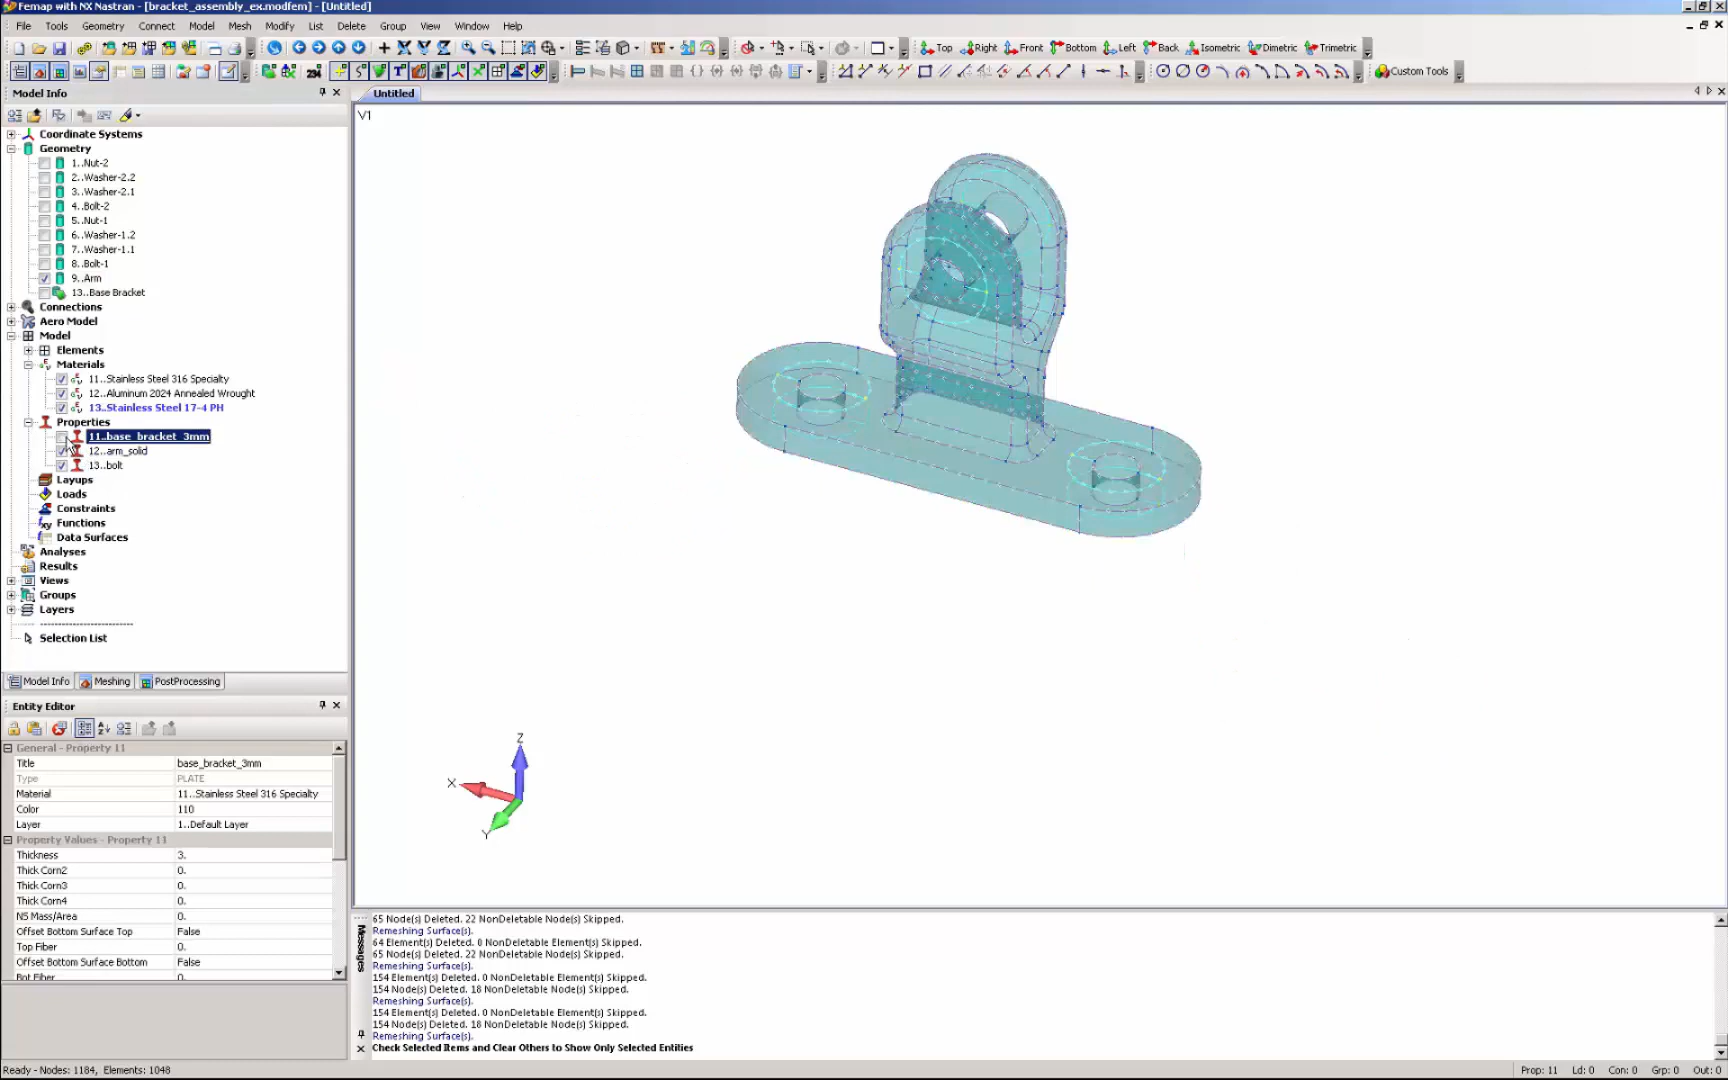 Femap with NX Nastran - [bracket_assembly_ex.modfem] - [Untitled]
File Tools Geometry Connect Model Mesh Modify List Delete Group View Window Help
Top Right Front Bottom Left Back Isometric Dimetric Trimetric
234 T Custom Tools
Model Info
Untitled
V1
Coordinate Systems
Geometry
1..Nut-2
2..Washer-2.2
3..Washer-2.1
4..Bolt-2
5..Nut-1
6..Washer-1.2
7..Washer-1.1
8..Bolt-1
9..Arm
13..Base Bracket
Connections
Aero Model
Model
Elements
Materials
11..Stainless Steel 316 Specialty
12..Aluminum 2024 Annealed Wrought
13..Stainless Steel 17-4 PH
Properties
11..base_bracket_3mm
12..arm_solid
13..bolt
Layups
Loads
Constraints
Functions
Data Surfaces
Analyses
Results
Views
Groups
Layers
Selection List
Model Info Meshing PostProcessing
Entity Editor
General - Property 11
Title base_bracket_3mm
Type PLATE
Material 11..Stainless Steel 316 Specialty
Color 110
Layer 1..Default Layer
Property Values - Property 11
Thickness 3.
Thick Corn2 0.
Thick Corn3 0.
Thick Corn4 0.
NS Mass/Area 0.
Offset Bottom Surface Top False
Top Fiber 0.
Offset Bottom Surface Bottom False
Bot Fiber 0.
Z
X
Y
Messages
65 Node(s) Deleted. 22 NonDeletable Node(s) Skipped.
Remeshing Surface(s).
64 Element(s) Deleted. 0 NonDeletable Element(s) Skipped.
65 Node(s) Deleted. 22 NonDeletable Node(s) Skipped.
Remeshing Surface(s).
154 Element(s) Deleted. 0 NonDeletable Element(s) Skipped.
154 Node(s) Deleted. 18 NonDeletable Node(s) Skipped.
Remeshing Surface(s).
154 Element(s) Deleted. 0 NonDeletable Element(s) Skipped.
154 Node(s) Deleted. 18 NonDeletable Node(s) Skipped.
Remeshing Surface(s).
Check Selected Items and Clear Others to Show Only Selected Entities
Ready - Nodes: 1184, Elements: 1048 Prop: 11 Ld: 0 Con: 0 Grp: 0 Out: 0